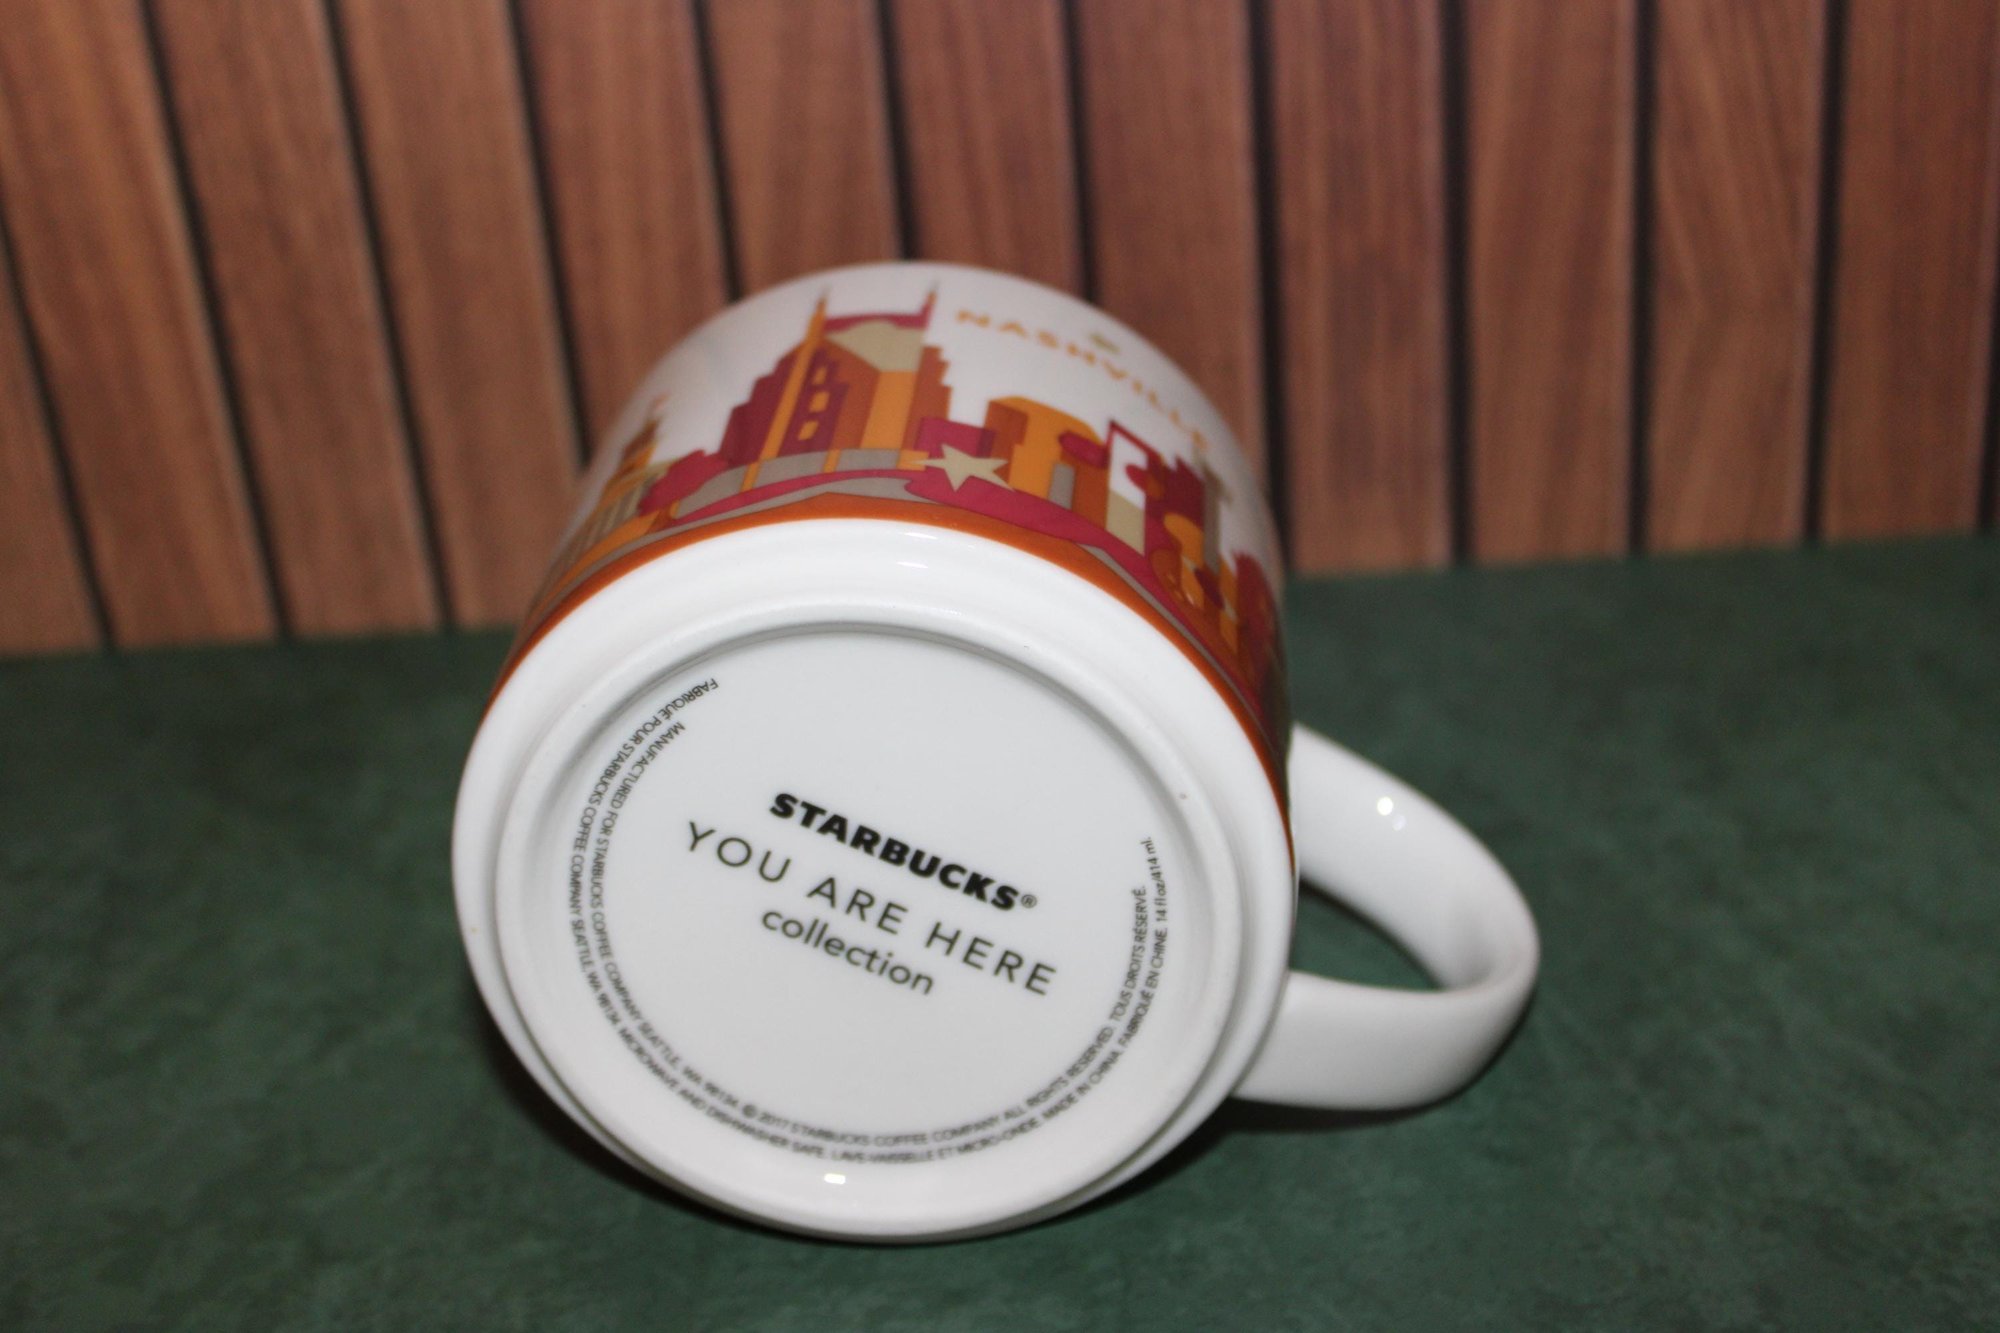 NASHVILLE
STARBUCKS®
YOU ARE HERE
collection
MANUFACTURED FOR STARBUCKS COFFEE COMPANY SEATTLE, WA 98134. © 2017 STARBUCKS COFFEE COMPANY. ALL RIGHTS RESERVED. TOUS DROITS RÉSERVÉ.
FABRIQUÉ POUR STARBUCKS COFFEE COMPANY SEATTLE, WA 98134. MICROWAVE AND DISHWASHER SAFE. LAVE-VAISSELLE ET MICRO-ONDE. MADE IN CHINA. FABRIQUÉ EN CHINE. 14 fl oz/414 ml.